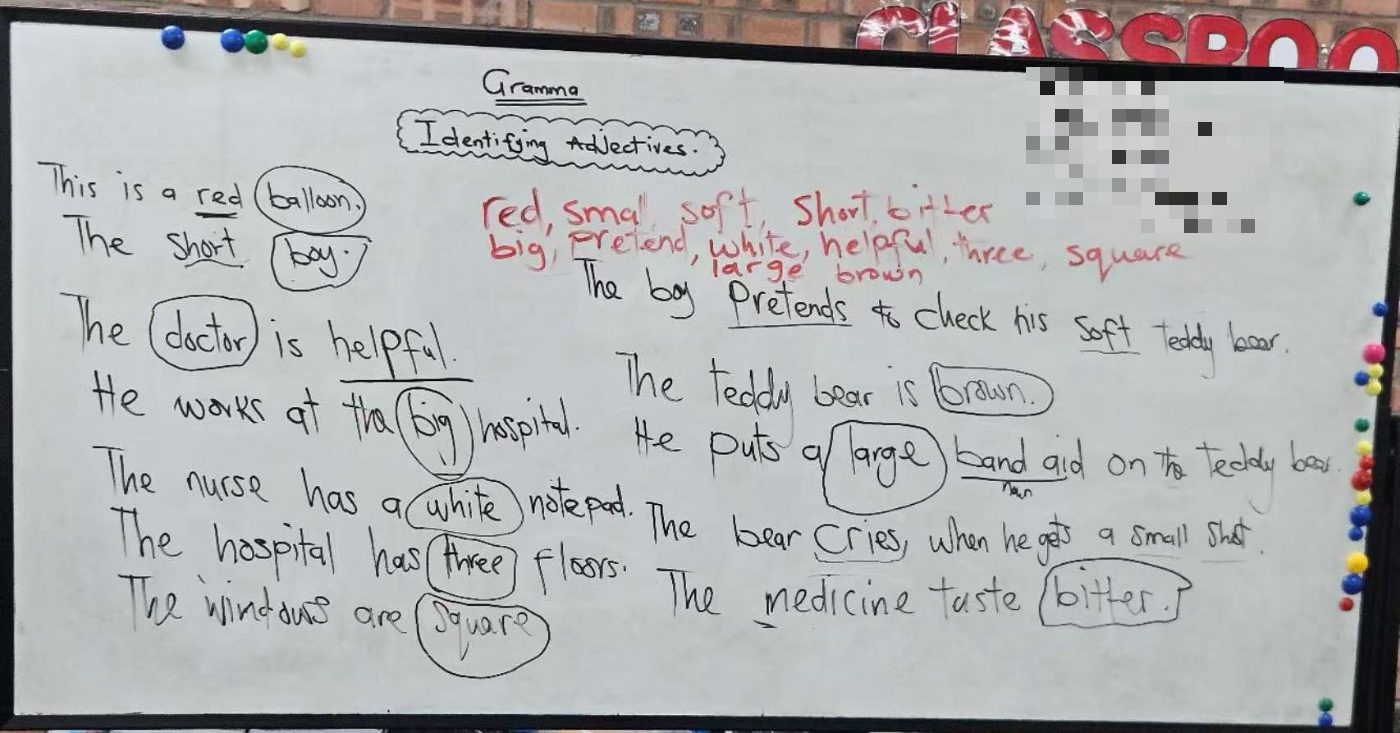 CLASSROO
Gramma
Identifying Adjectives.
This is a red balloon.
The short boy.
The doctor is helpful.
He works at the big hospital.
The nurse has a white notepad.
The hospital has three floors.
The windows are square
red, small, soft, short, bitter
big, pretend, white, helpful, three, square
large brown
The boy Pretends to check his soft teddy bear.
The teddy bear is brown.
He puts a large band aid on the teddy bear.
The bear cries, when he gets a small shot.
The medicine taste bitter.